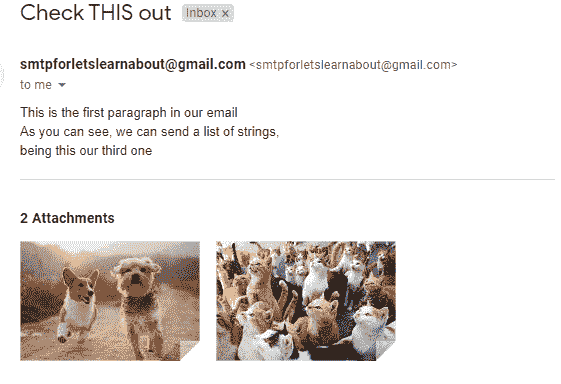 Check THIS out Inbox x
smtpforletslearnabout@gmail.com <smtpforletslearnabout@gmail.com>
to me
This is the first paragraph in our email
As you can see, we can send a list of strings,
being this our third one
2 Attachments